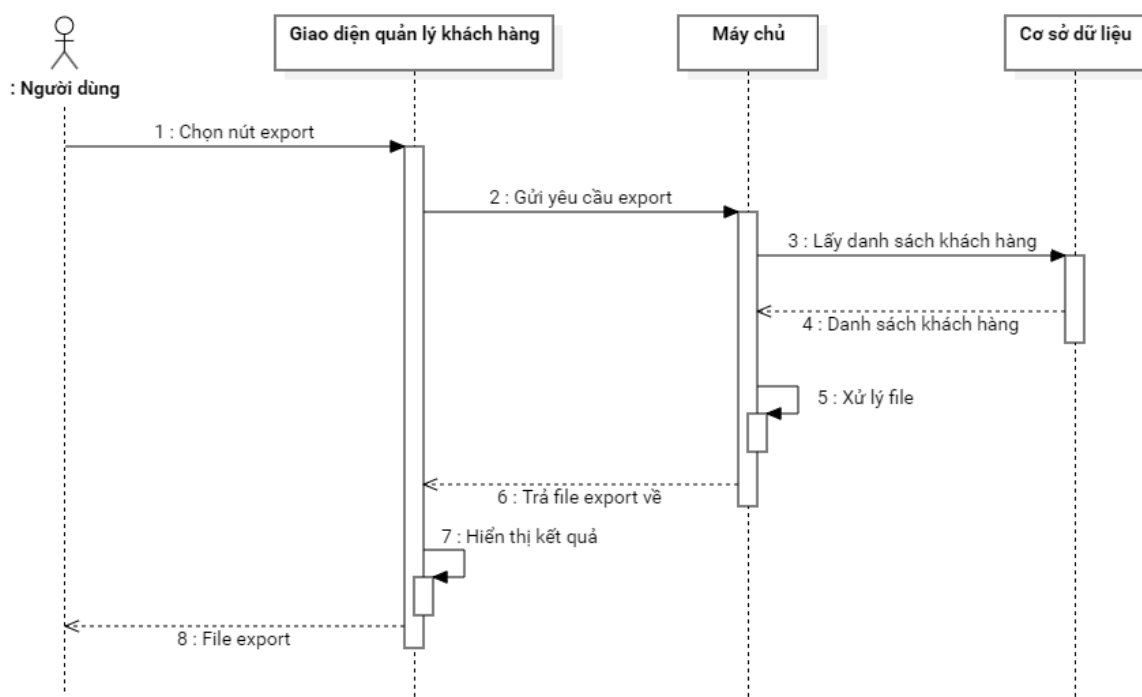 Giao diện quản lý khách hàng
Máy chủ
Cơ sở dữ liệu
: Người dùng
1 : Chọn nút export
2 : Gửi yêu cầu export
3 : Lấy danh sách khách hàng
4 : Danh sách khách hàng
5 : Xử lý file
6 : Trả file export về
7 : Hiển thị kết quả
8 : File export